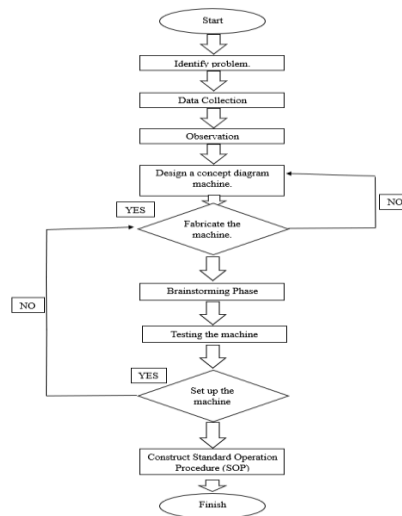 Start
Identify problem.
Data Collection
Observation
Design a concept diagram
machine.
YES
NO
Fabricate the
machine.
Brainstorming Phase
NO
Testing the machine
YES
Set up the
machine
Construct Standard Operation
Procedure (SOP)
Finish